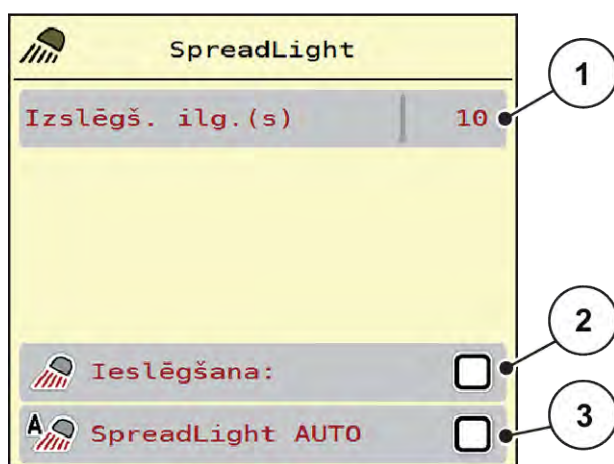 SpreadLight
Izslēgš. ilg.(s) 10
1
Ieslēgšana:
2
A
SpreadLight AUTO
3